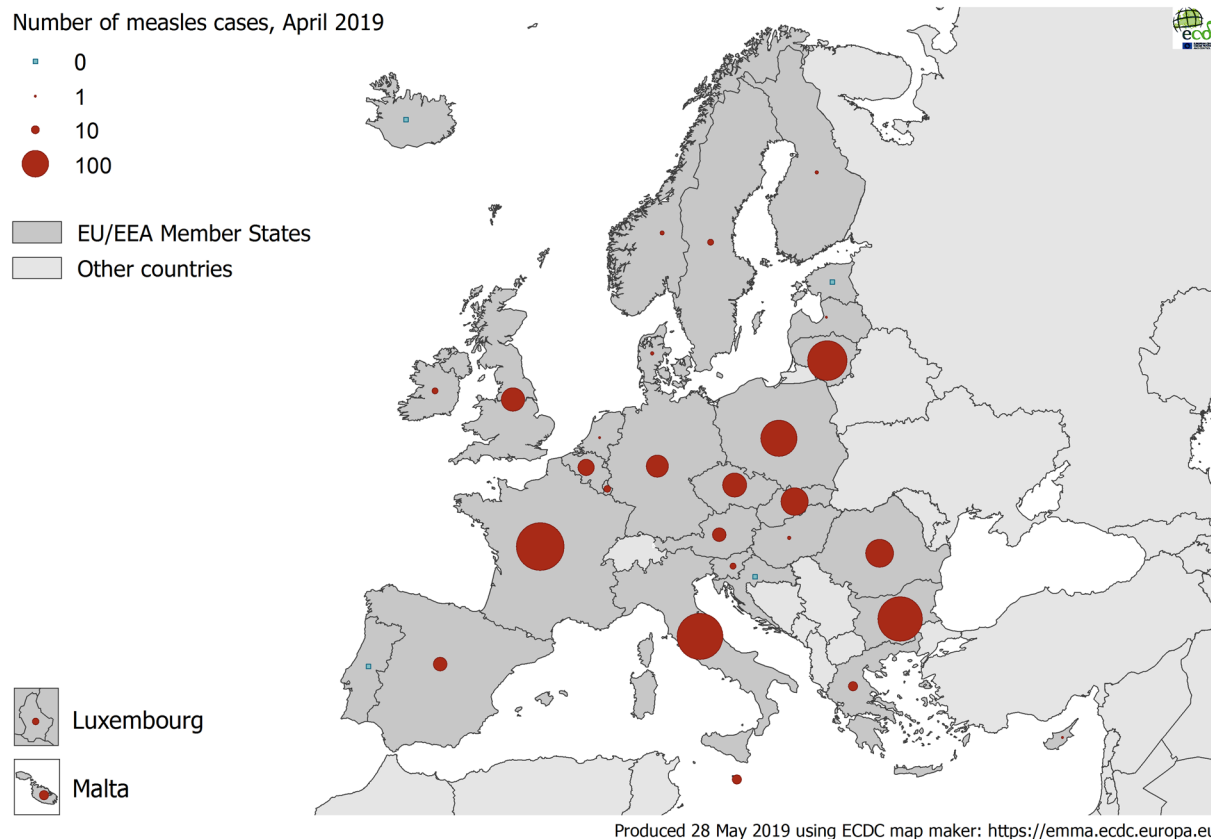 Number of measles cases, April 2019
0
1
10
100
EU/EEA Member States
Other countries
Luxembourg
Malta
Produced 28 May 2019 using ECDC map maker: https://emma.ecdc.europa.eu